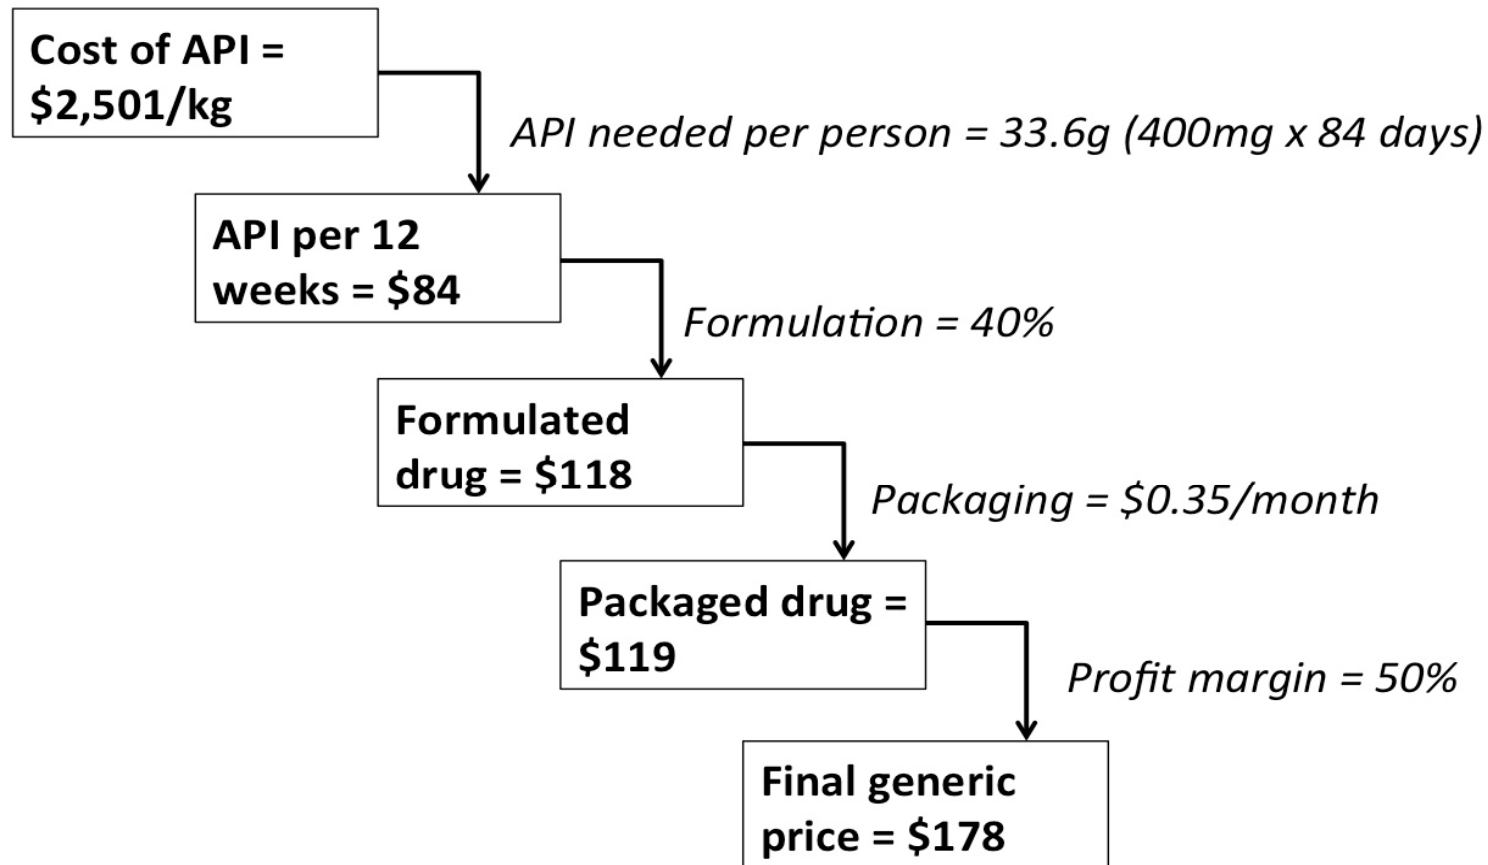 Cost of API =
$2,501/kg
API needed per person = 33.6g (400mg x 84 days)
API per 12
weeks = $84
Formulation = 40%
Formulated
drug = $118
Packaging = $0.35/month
Packaged drug =
$119
Profit margin = 50%
Final generic
price = $178